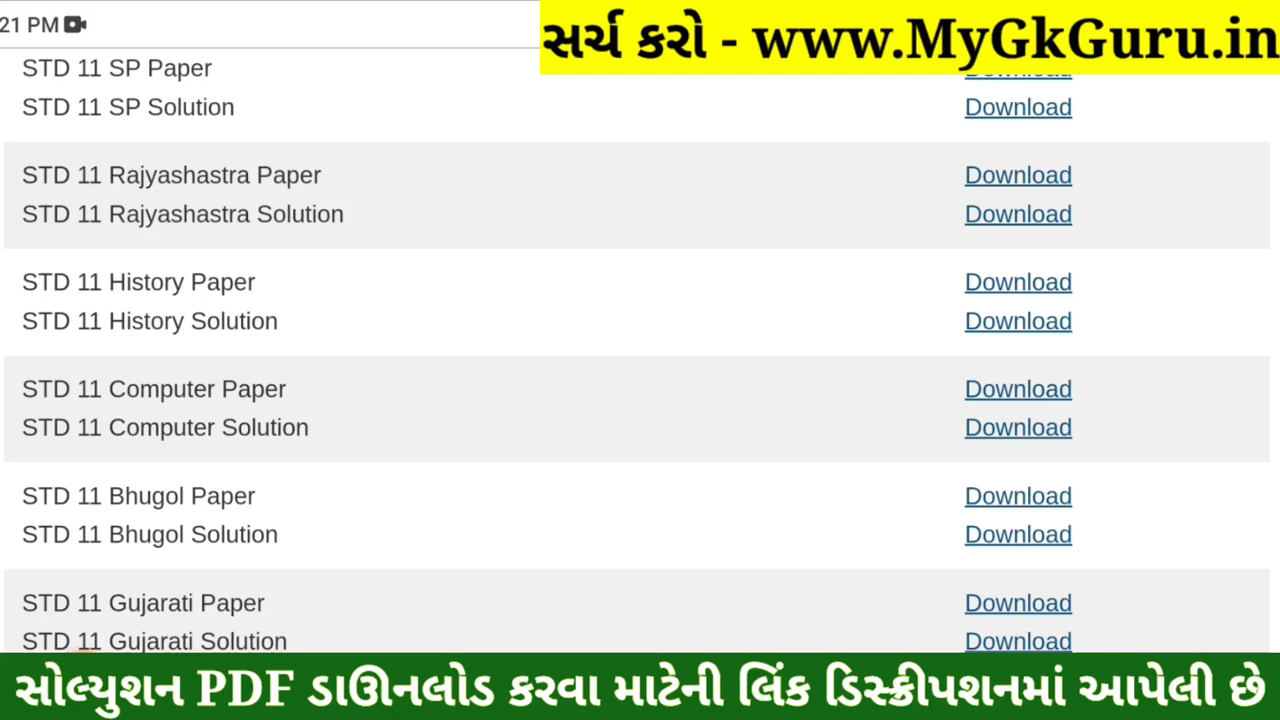 21 PM
સર્ચ કરો - www.MyGkGuru.in
STD 11 SP Paper Download
STD 11 SP Solution Download
STD 11 Rajyashastra Paper Download
STD 11 Rajyashastra Solution Download
STD 11 History Paper Download
STD 11 History Solution Download
STD 11 Computer Paper Download
STD 11 Computer Solution Download
STD 11 Bhugol Paper Download
STD 11 Bhugol Solution Download
STD 11 Gujarati Paper Download
STD 11 Gujarati Solution Download
સોલ્યુશન PDF ડાઊનલોડ કરવા માટેની લિંક ડિસ્ક્રીપશનમાં આપેલી છે